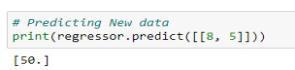 # Predicting New data
print(regressor.predict([[8, 5]]))
[50.]